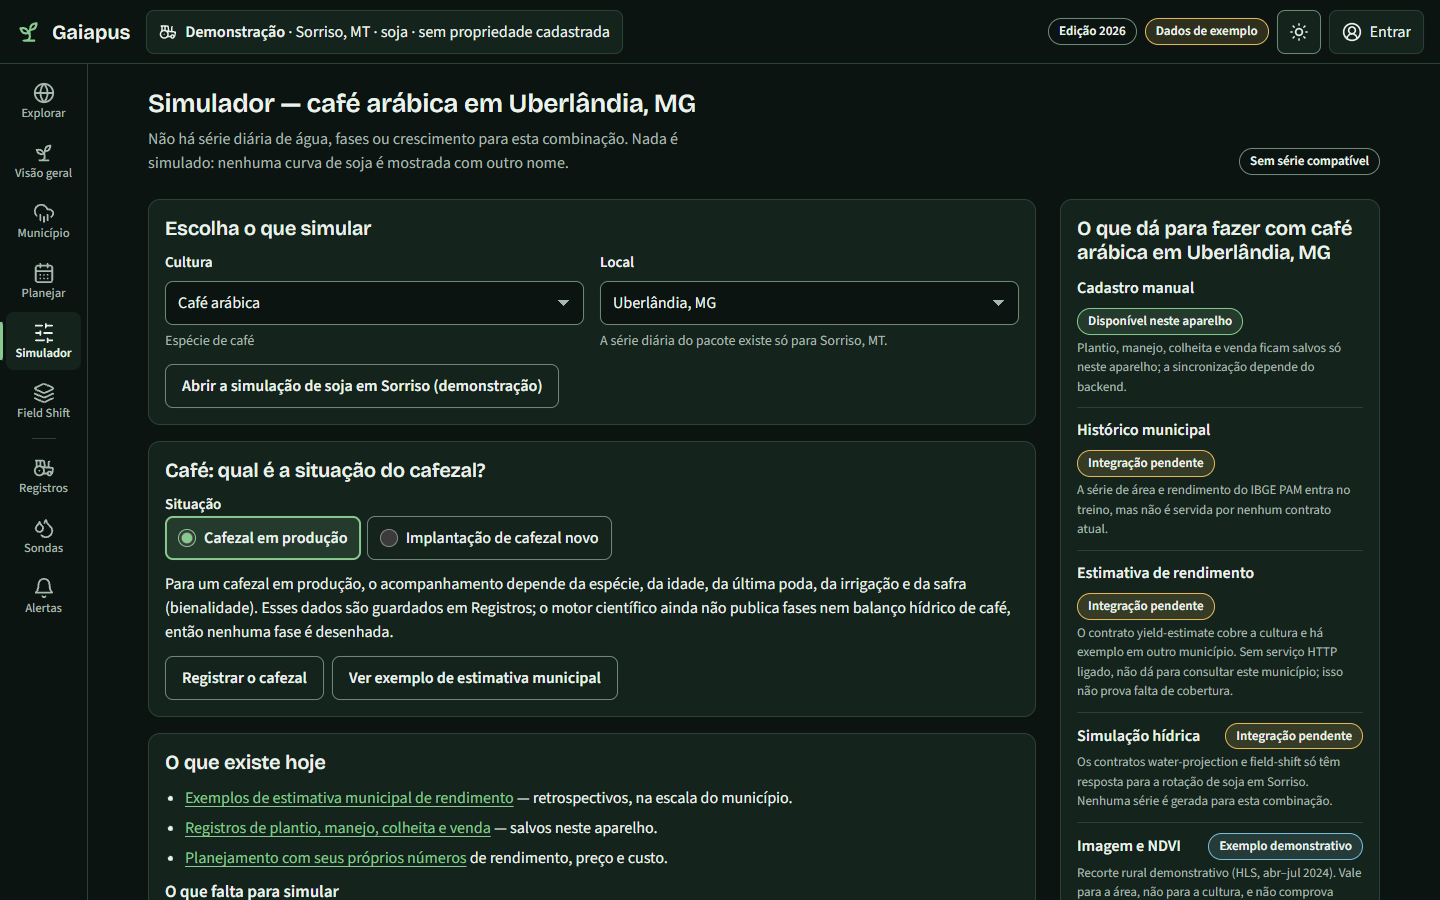 Gaiapus
Demonstração · Sorriso, MT · soja · sem propriedade cadastrada
Edição 2026
Dados de exemplo
Entrar
Explorar
Visão geral
Município
Planejar
Simulador
Field Shift
Registros
Sondas
Alertas
Simulador — café arábica em Uberlândia, MG
Não há série diária de água, fases ou crescimento para esta combinação. Nada é
simulado: nenhuma curva de soja é mostrada com outro nome.
Sem série compatível
Escolha o que simular
Cultura
Local
Café arábica
Uberlândia, MG
Espécie de café
A série diária do pacote existe só para Sorriso, MT.
Abrir a simulação de soja em Sorriso (demonstração)
Café: qual é a situação do cafezal?
Situação
Cafezal em produção
Implantação de cafezal novo
Para um cafezal em produção, o acompanhamento depende da espécie, da idade, da última poda, da irrigação e da safra
(bienalidade). Esses dados são guardados em Registros; o motor científico ainda não publica fases nem balanço hídrico de café,
então nenhuma fase é desenhada.
Registrar o cafezal
Ver exemplo de estimativa municipal
O que existe hoje
• Exemplos de estimativa municipal de rendimento — retrospectivos, na escala do município.
• Registros de plantio, manejo, colheita e venda — salvos neste aparelho.
• Planejamento com seus próprios números de rendimento, preço e custo.
O que falta para simular
O que dá para fazer com café
arábica em Uberlândia, MG
Cadastro manual
Disponível neste aparelho
Plantio, manejo, colheita e venda ficam salvos só
neste aparelho; a sincronização depende do
backend.
Histórico municipal
Integração pendente
A série de área e rendimento do IBGE PAM entra no
treino, mas não é servida por nenhum contrato
atual.
Estimativa de rendimento
Integração pendente
O contrato yield-estimate cobre a cultura e há
exemplo em outro município. Sem serviço HTTP
ligado, não dá para consultar este município; isso
não prova falta de cobertura.
Simulação hídrica
Integração pendente
Os contratos water-projection e field-shift só têm
resposta para a rotação de soja em Sorriso.
Nenhuma série é gerada para esta combinação.
Imagem e NDVI
Exemplo demonstrativo
Recorte rural demonstrativo (HLS, abr–jul 2024). Vale
para a área, não para a cultura, e não comprova